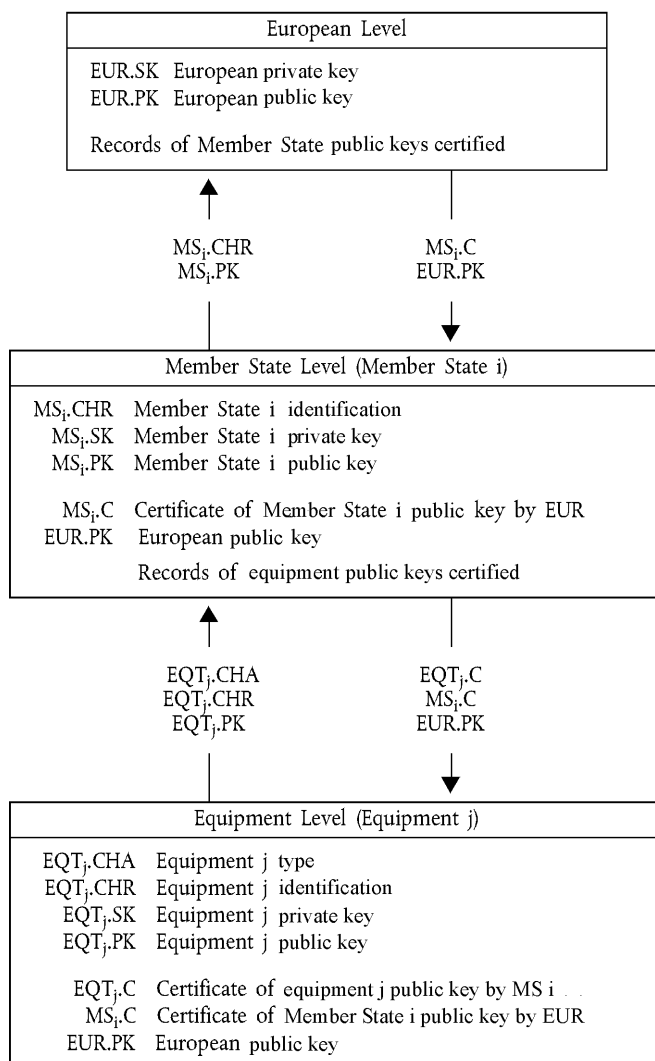 European Level
EUR.SK European private key
EUR.PK European public key
Records of Member State public keys certified
MSi.CHR
MSi.PK
MSi.C
EUR.PK
Member State Level (Member State i)
MSi.CHR Member State i identification
MSi.SK Member State i private key
MSi.PK Member State i public key
MSi.C Certificate of Member State i public key by EUR
EUR.PK European public key
Records of equipment public keys certified
EQTj.CHA
EQTj.CHR
EQTj.PK
EQTj.C
MSi.C
EUR.PK
Equipment Level (Equipment j)
EQTj.CHA Equipment j type
EQTj.CHR Equipment j identification
EQTj.SK Equipment j private key
EQTj.PK Equipment j public key
EQTj.C Certificate of equipment j public key by MS i
MSi.C Certificate of Member State i public key by EUR
EUR.PK European public key